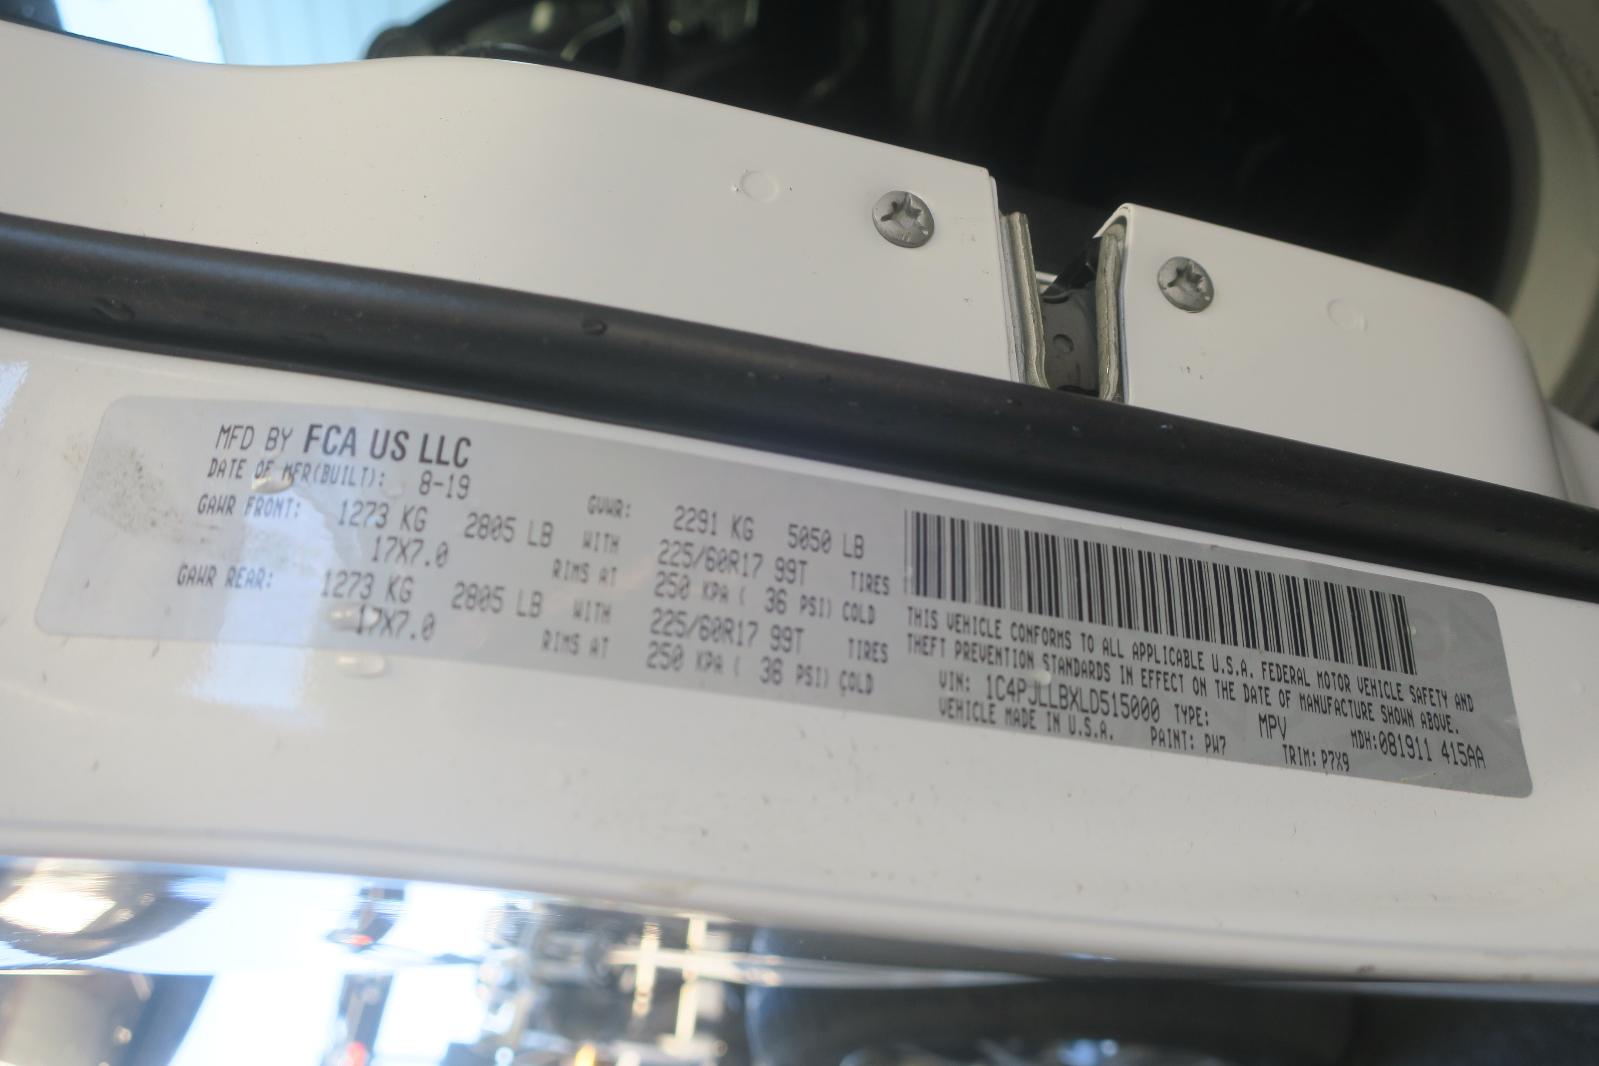 MFD BY FCA US LLC
DATE OF MFR(BUILT): 8-19
GVWR: 2291 KG 5050 LB
GAWR FRONT: 1273 KG 2805 LB WITH 225/60R17 99T TIRES
17X7.0 RIMS AT 250 KPA ( 36 PSI) COLD
GAWR REAR: 1273 KG 2805 LB WITH 225/60R17 99T TIRES
17X7.0 RIMS AT 250 KPA ( 36 PSI) COLD
THIS VEHICLE CONFORMS TO ALL APPLICABLE U.S.A. FEDERAL MOTOR VEHICLE SAFETY AND
THEFT PREVENTION STANDARDS IN EFFECT ON THE DATE OF MANUFACTURE SHOWN ABOVE.
VIN: 1C4PJLLBXLD515000 TYPE: MPV MDH:081911 415AA
VEHICLE MADE IN U.S.A. PAINT: PW7 TRIM: P7X9